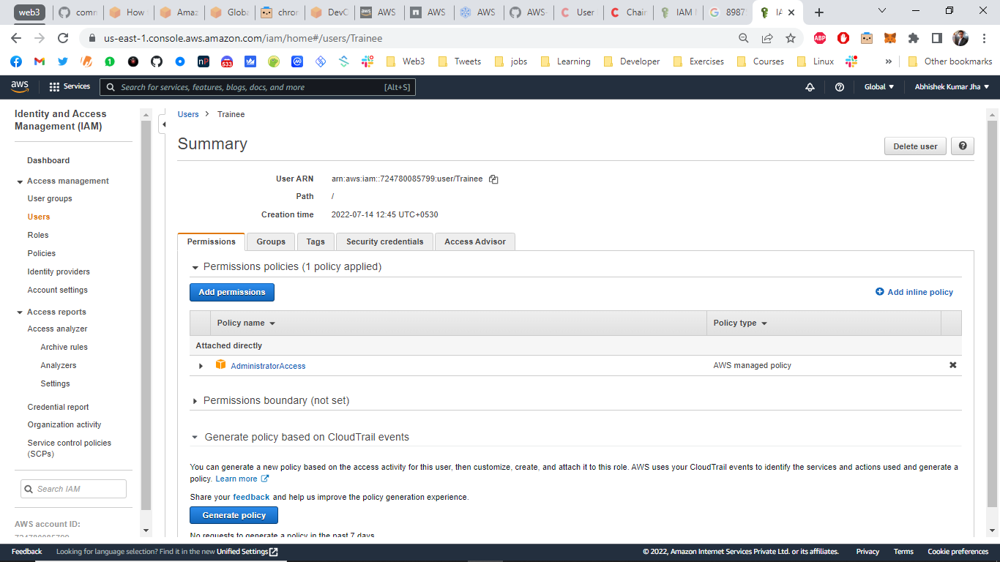 web3
comn
How
Amaz
Globa
chror
DevC
AWS
AWS
AWS
AWS-
User
Chair
IAM I
8987
IA
us-east-1.console.aws.amazon.com/iam/home#/users/Trainee
Web3 Tweets jobs Learning Developer Exercises Courses Linux » Other bookmarks
aws Services Search for services, features, blogs, docs, and more [Alt+S] Global Abhishek Kumar Jha
Identity and Access
Management (IAM)
Dashboard
Access management
User groups
Users
Roles
Policies
Identity providers
Account settings
Access reports
Access analyzer
Archive rules
Analyzers
Settings
Credential report
Organization activity
Service control policies
(SCPs)
Search IAM
AWS account ID:
724780085799
Users > Trainee
Summary
Delete user
User ARN arn:aws:iam::724780085799:user/Trainee
Path /
Creation time 2022-07-14 12:45 UTC+0530
Permissions Groups Tags Security credentials Access Advisor
Permissions policies (1 policy applied)
Add permissions
Add inline policy
Policy name Policy type
Attached directly
AdministratorAccess AWS managed policy
Permissions boundary (not set)
Generate policy based on CloudTrail events
You can generate a new policy based on the access activity for this user, then customize, create, and attach it to this role. AWS uses your CloudTrail events to identify the services and actions used and generate a
policy. Learn more
Share your feedback and help us improve the policy generation experience.
Generate policy
No requests to generate a policy in the past 7 days.
Feedback Looking for language selection? Find it in the new Unified Settings © 2022, Amazon Internet Services Private Ltd. or its affiliates. Privacy Terms Cookie preferences